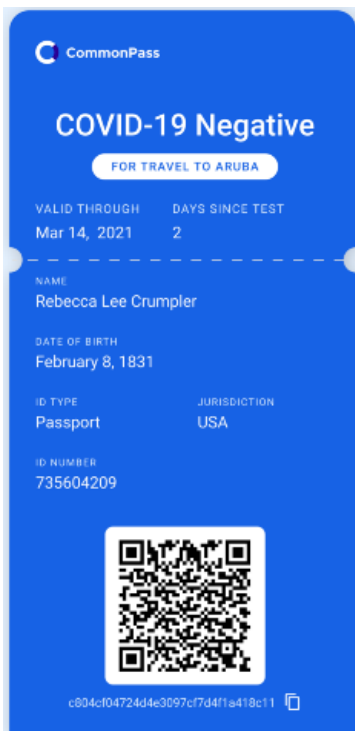 CommonPass
COVID-19 Negative
FOR TRAVEL TO ARUBA
VALID THROUGH DAYS SINCE TEST
Mar 14, 2021 2
NAME
Rebecca Lee Crumpler
DATE OF BIRTH
February 8, 1831
ID TYPE JURISDICTION
Passport USA
ID NUMBER
735604209
c804cf04724d4e3097cf7d4f1a418c11